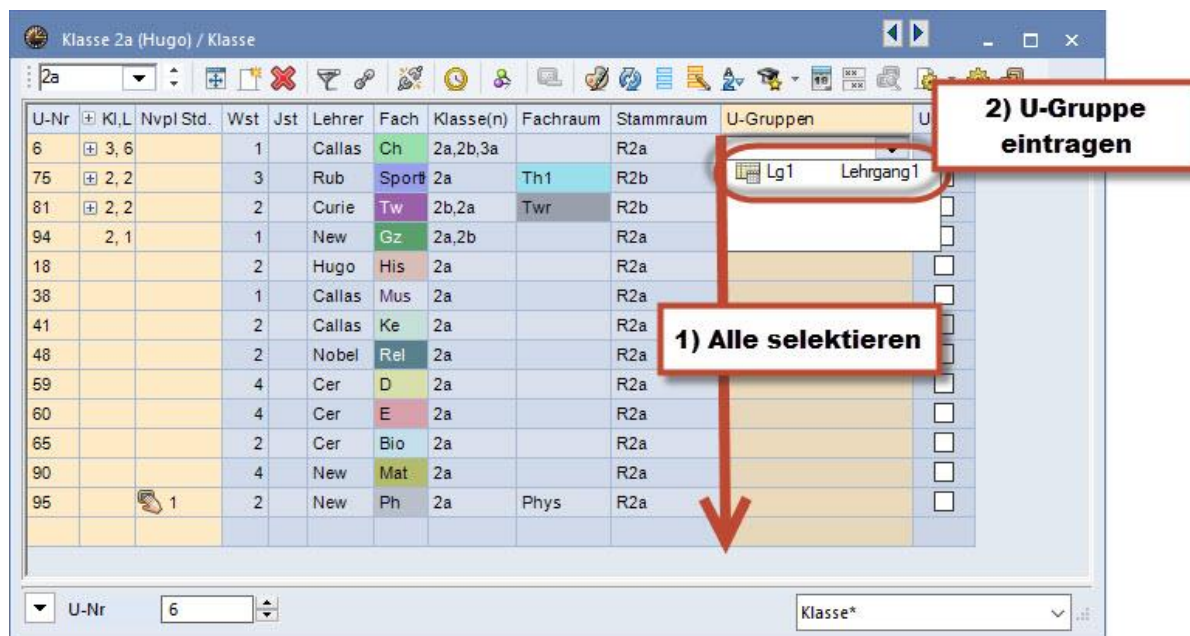 Klasse 2a (Hugo) / Klasse
2a
U-Nr Kl,L Nvpl Std. Wst Jst Lehrer Fach Klasse(n) Fachraum Stammraum U-Gruppen U
6 3, 6 1 Callas Ch 2a,2b,3a R2a
Lg1 Lehrgang1
75 2, 2 3 Rub Sport 2a Th1 R2b
81 2, 2 2 Curie Tw 2b,2a Twr R2b
94 2, 1 1 New Gz 2a,2b R2a
18 2 Hugo His 2a R2a
38 1 Callas Mus 2a R2a
41 2 Callas Ke 2a R2a
48 2 Nobel Rel 2a R2a
59 4 Cer D 2a R2a
60 4 Cer E 2a R2a
65 2 Cer Bio 2a R2a
90 4 New Mat 2a R2a
95 1 2 New Ph 2a Phys R2a
2) U-Gruppe
eintragen
1) Alle selektieren
U-Nr 6
Klasse*